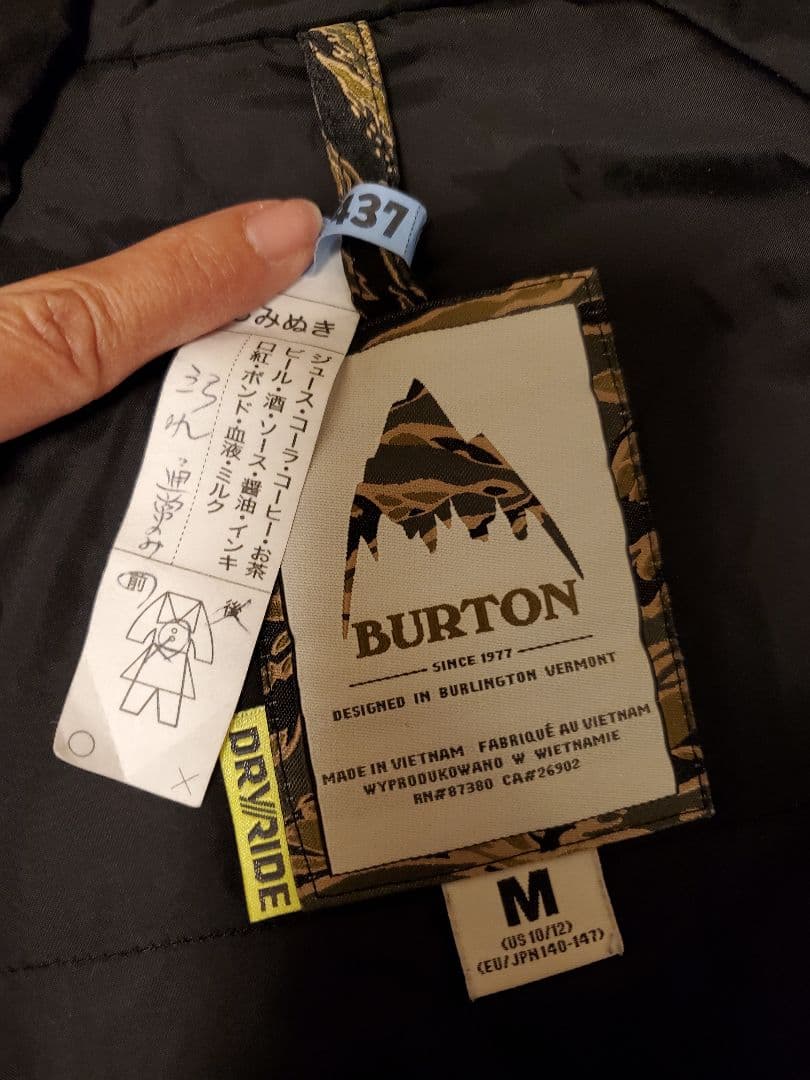 437
みぬき
ジュース・コーラ・コーヒー・お茶
ビール・酒・ソース・醤油・インキ
口紅・ボンド・血液・ミルク
前
後
BURTON
SINCE 1977
DESIGNED IN BURLINGTON VERMONT
MADE IN VIETNAM FABRIQUÉ AU VIETNAM
WYPRODUKOWANO W WIETNAMIE
RN#87380 CA#26902
DRY//RIDE
M
(US 10/12)
(EU/JPN 140-147)